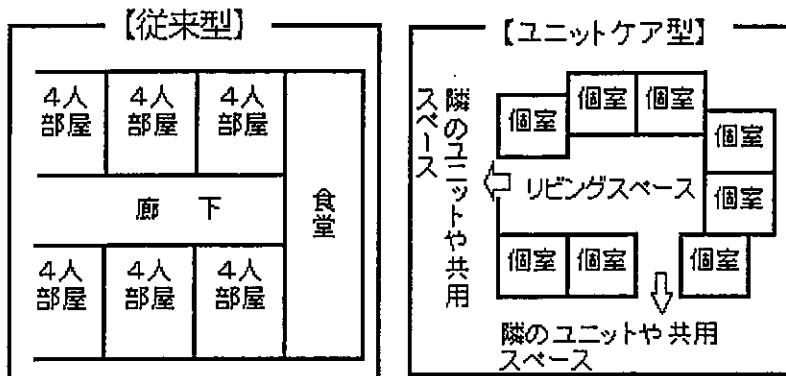 【従来型】
4人
部屋
4人
部屋
4人
部屋
廊　下
食堂
4人
部屋
4人
部屋
4人
部屋
【ユニットケア型】
隣のユニットや共用
スペース
個室
個室
個室
個室
リビングスペース
個室
個室
個室
個室
隣のユニットや共用
スペース